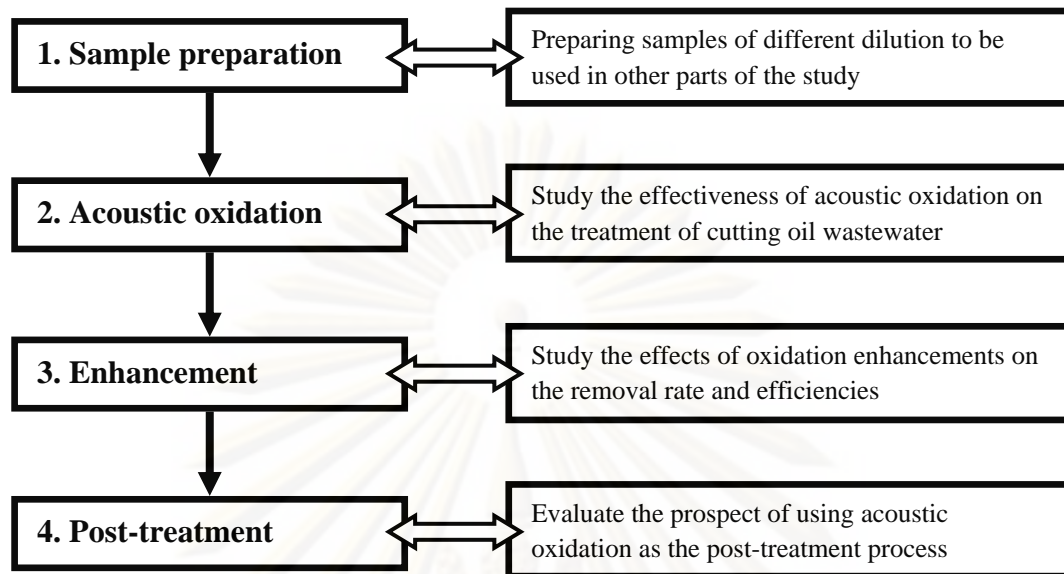 1. Sample preparation
Preparing samples of different dilution to be
used in other parts of the study
2. Acoustic oxidation
Study the effectiveness of acoustic oxidation on
the treatment of cutting oil wastewater
3. Enhancement
Study the effects of oxidation enhancements on
the removal rate and efficiencies
4. Post-treatment
Evaluate the prospect of using acoustic
oxidation as the post-treatment process